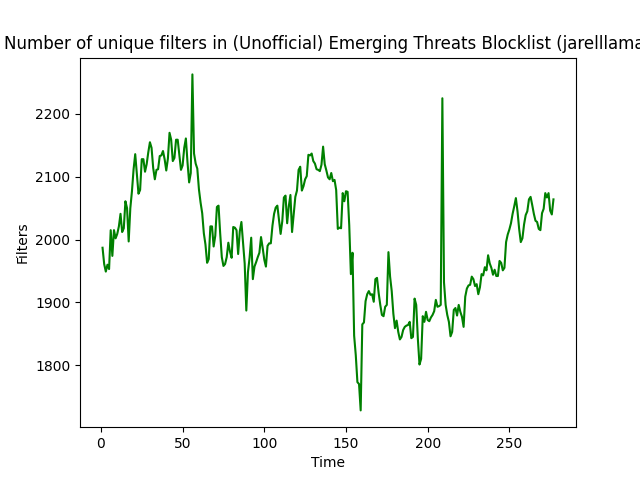 Number of unique filters in (Unofficial) Emerging Threats Blocklist (jarelllama
2200
2100
2000
1900
1800
Filters
0 50 100 150 200 250
Time